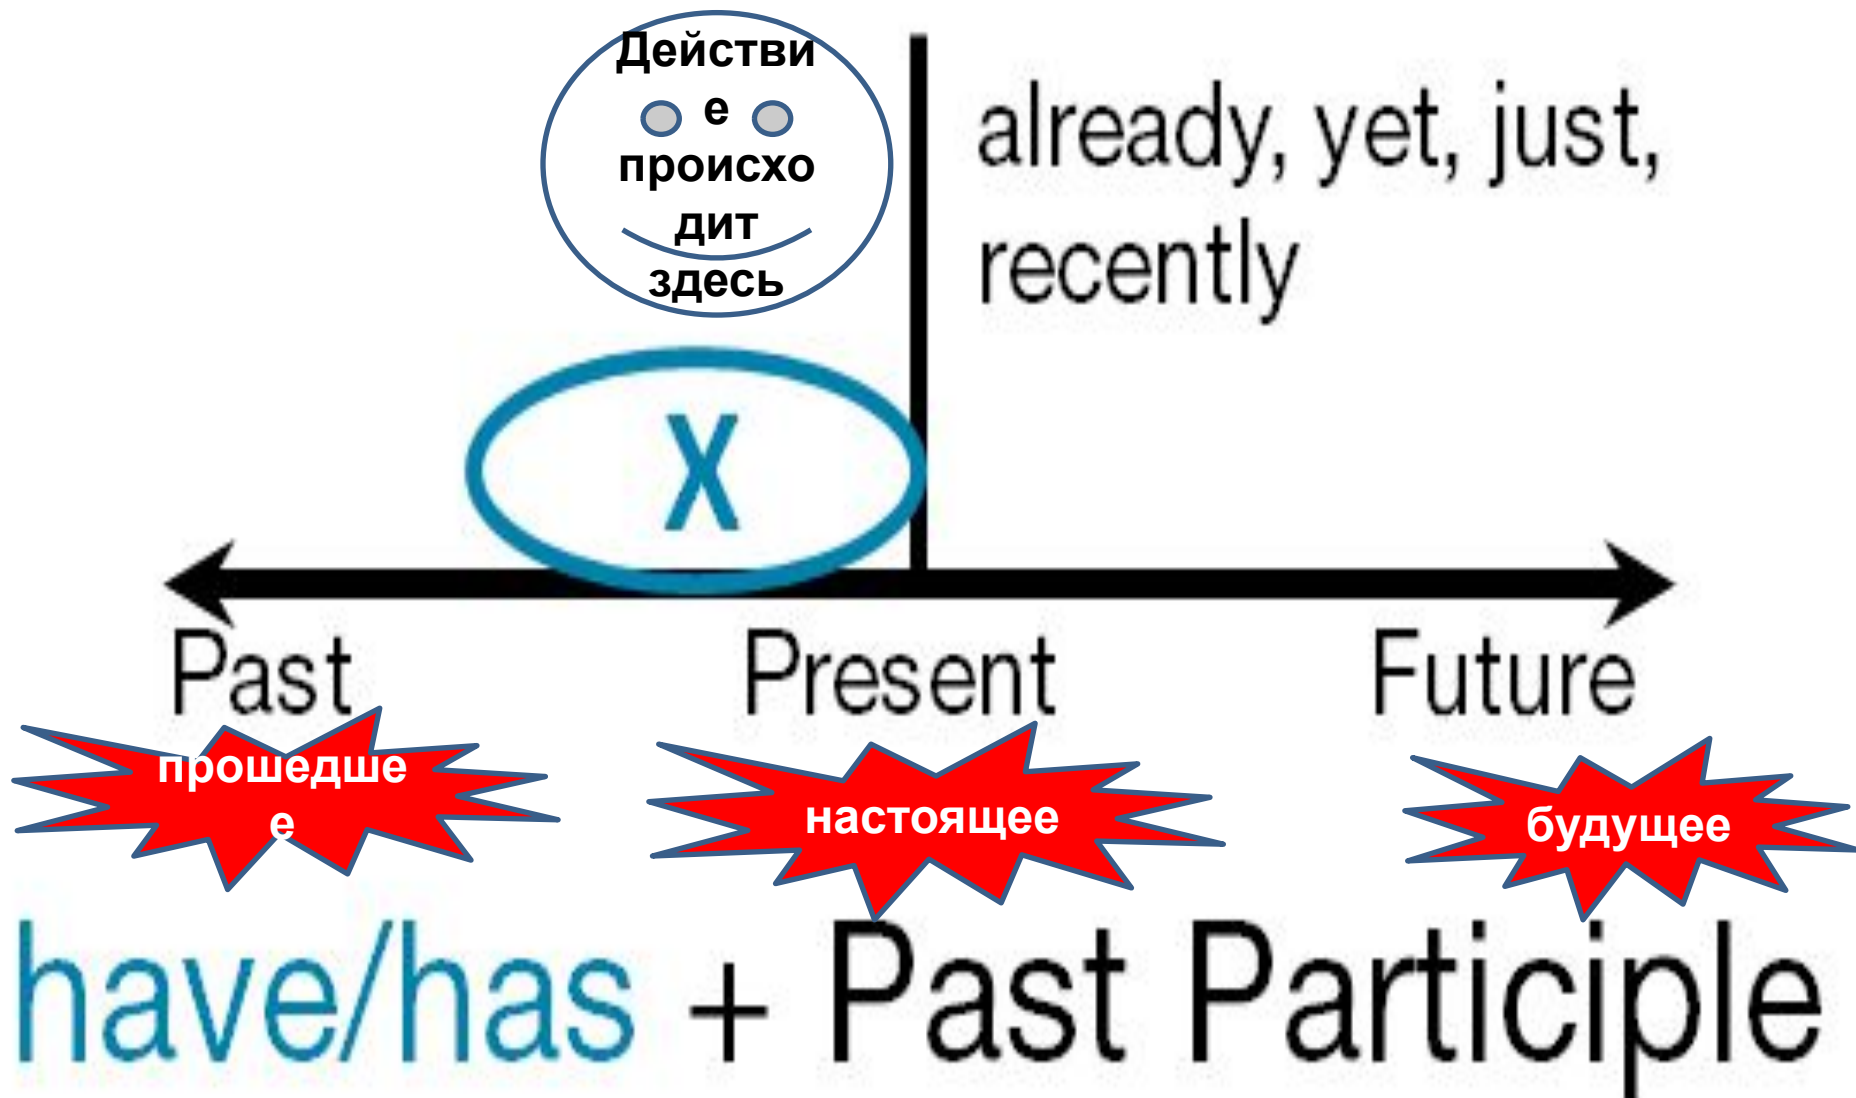 Действи
е
происхо
дит
здесь
already, yet, just,
recently
X
Past Present Future
прошедше
е
настоящее
будущее
have/has + Past Participle